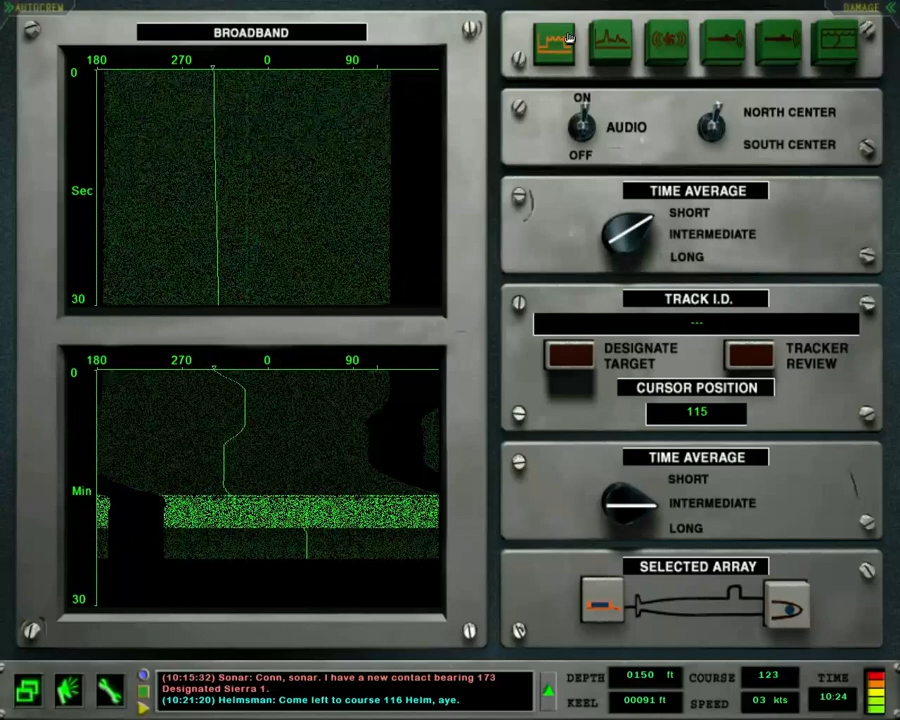 AUTOCREW
DAMAGE
BROADBAND
180 270 0 90
0
Sec
30
180 270 0 90
0
Min
30
ON
AUDIO
OFF
NORTH CENTER
SOUTH CENTER
TIME AVERAGE
SHORT
INTERMEDIATE
LONG
TRACK I.D.
---
DESIGNATE
TARGET
TRACKER
REVIEW
CURSOR POSITION
115
TIME AVERAGE
SHORT
INTERMEDIATE
LONG
SELECTED ARRAY
(10:15:32) Sonar: Conn, sonar. I have a new contact bearing 173
Designated Sierra 1.
(10:21:20) Helmsman: Come left to course 116 Helm, aye.
DEPTH 0150 ft COURSE 123 TIME
KEEL 00091 ft SPEED 03 kts 10:24